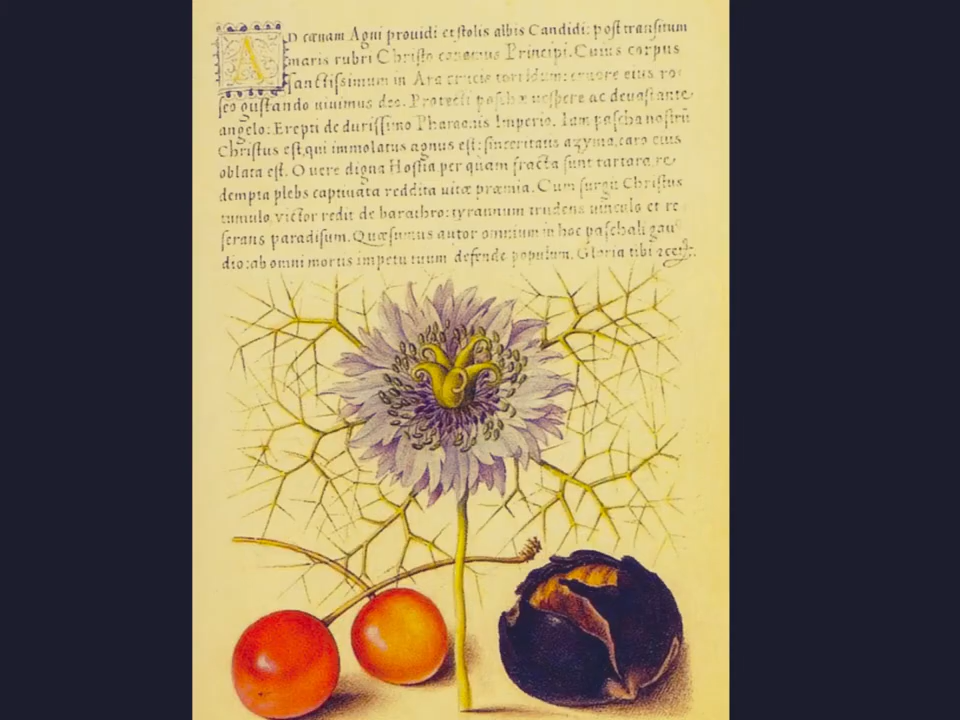 An cænam Agni prouidi et stolis albis Candidi: post transitum
maris rubri Christo canamus Principi. Cuius corpus
sanctissimum in Ara crucis torridum: cruore eius ro-
seo gustando uiuimus deo. Protecti paschæ uespere ac deuastante
angelo: Erepti de durissimo Pharaonis Imperio. Iam pascha nostrū
Christus est, qui immolatus agnus est: sinceritatis azyma, caro eius
oblata est. O uere digna Hostia per quam fracta sunt tartara, re-
dempta plebs captiuata reddita uitæ præmia. Cum surgit Christus
tumulo victor redit de barathro: tyrannum trudens uinculo et re
serans paradisum. Quæsumus autor omnium in hoc paschali gau
dio: ab omni mortis impetu tuum defende populum. Gloria tibi